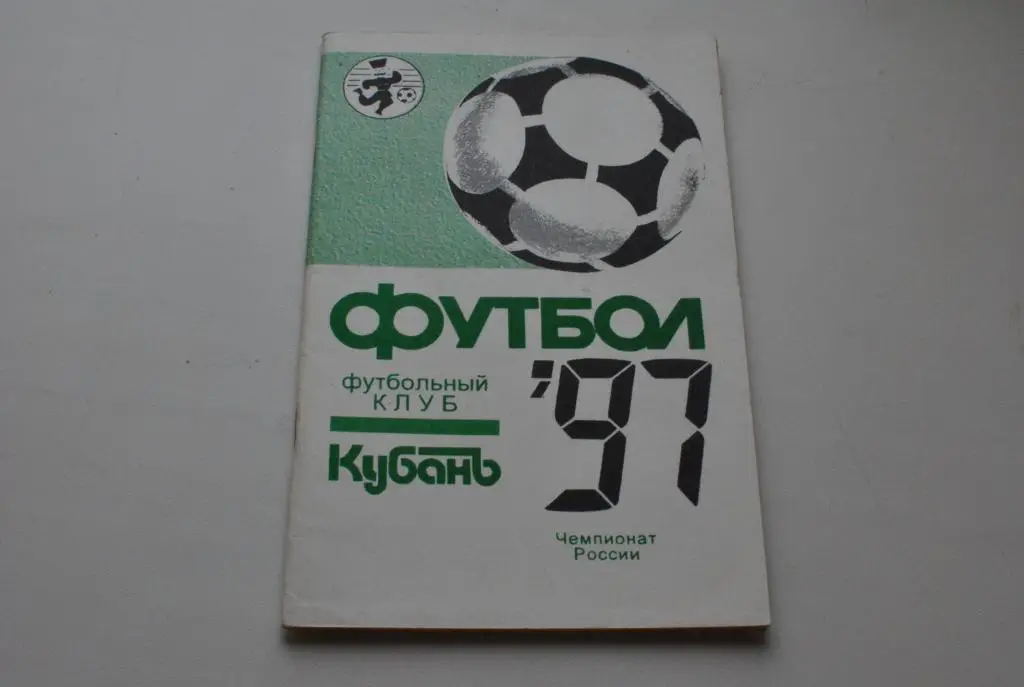 ФУТБОЛ
'97
футбольный
КЛУБ
Кубань
Чемпионат
России